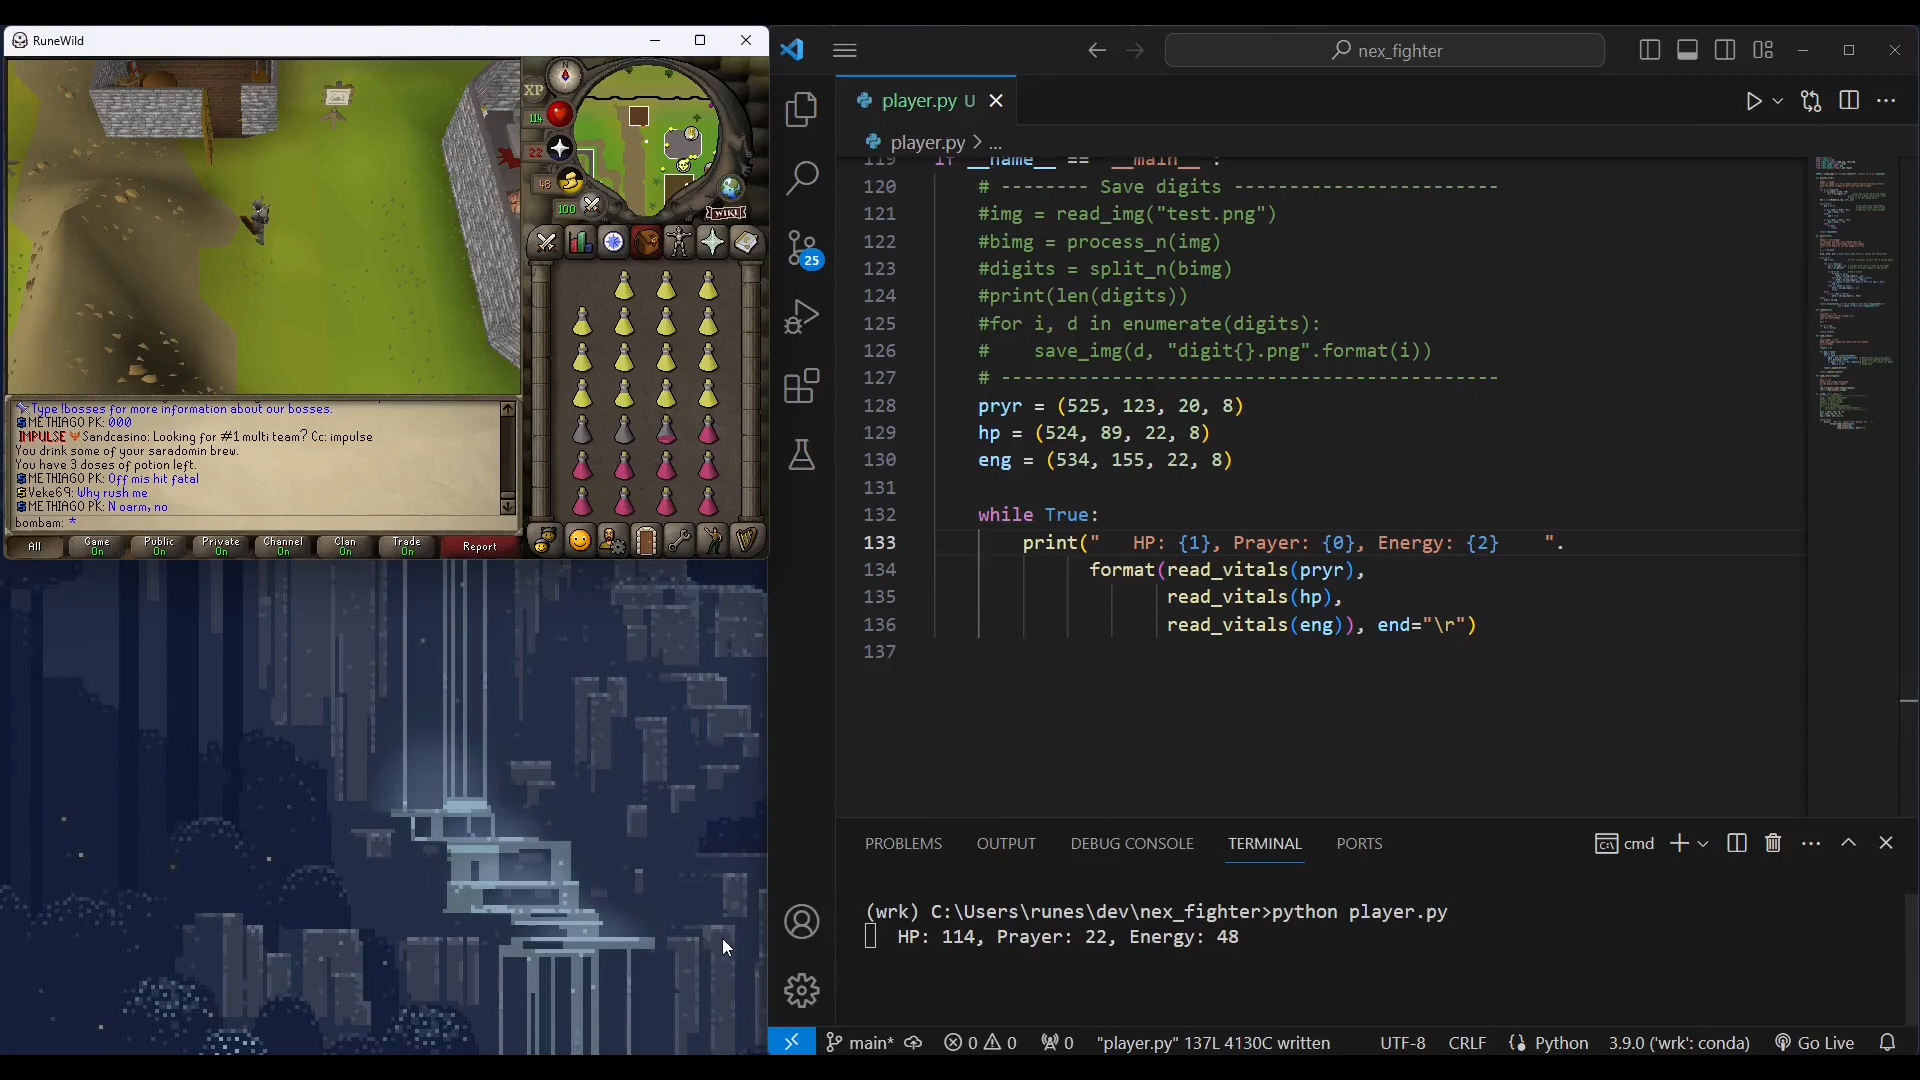 RuneWild
XP
N
114
22
48
100
WIKI
Type !bosses for more information about our bosses.
METHIAGO PK: 000
IMPULSE Sandcasino: Looking for #1 multi team? Cc: impulse
You drink some of your saradomin brew.
You have 3 doses of potion left.
METHIAGO PK: Off mis hit fatal
Veke69: Why rush me
METHIAGO PK: N oarm, no
bombam: *
All
Game
On
Public
On
Private
On
Channel
On
Clan
On
Trade
On
Report
nex_fighter
player.py U
player.py > ...
25
119 if __name__ == "__main__":
120 # -------- Save digits ------------------------
121 #img = read_img("test.png")
122 #bimg = process_n(img)
123 #digits = split_n(bimg)
124 #print(len(digits))
125 #for i, d in enumerate(digits):
126 #    save_img(d, "digit{}.png".format(i))
127 # ---------------------------------------------
128 pryr = (525, 123, 20, 8)
129 hp = (524, 89, 22, 8)
130 eng = (534, 155, 22, 8)
131
132 while True:
133 print("   HP: {1}, Prayer: {0}, Energy: {2}    ".
134 format(read_vitals(pryr),
135 read_vitals(hp),
136 read_vitals(eng)), end="\r")
137
PROBLEMS OUTPUT DEBUG CONSOLE TERMINAL PORTS
cmd
(wrk) C:\Users\runes\dev\nex_fighter>python player.py
HP: 114, Prayer: 22, Energy: 48
main* 0 0 0 "player.py" 137L 4130C written UTF-8 CRLF Python 3.9.0 ('wrk': conda) Go Live